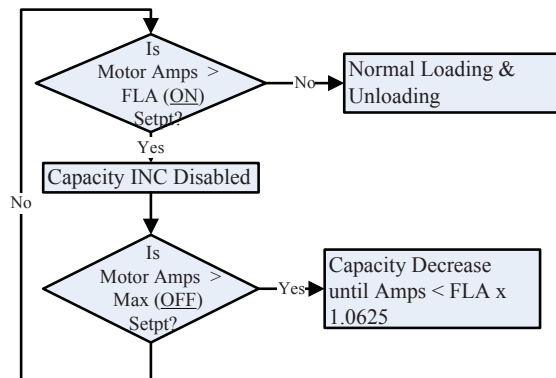 Is
Motor Amps >
FLA (ON)
Setpt?
No
Normal Loading &
Unloading
Yes
Capacity INC Disabled
No
Is
Motor Amps >
Max (OFF)
Setpt?
Yes
Capacity Decrease
until Amps < FLA x
1.0625